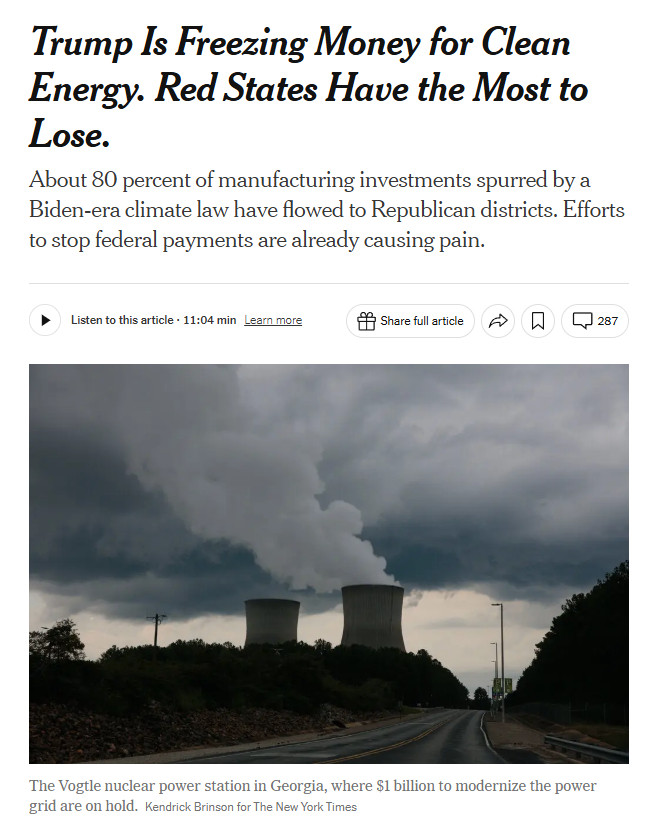 Trump Is Freezing Money for Clean
Energy. Red States Have the Most to
Lose.
About 80 percent of manufacturing investments spurred by a
Biden-era climate law have flowed to Republican districts. Efforts
to stop federal payments are already causing pain.
Listen to this article · 11:04 min Learn more
Share full article
287
The Vogtle nuclear power station in Georgia, where $1 billion to modernize the power
grid are on hold. Kendrick Brinson for The New York Times